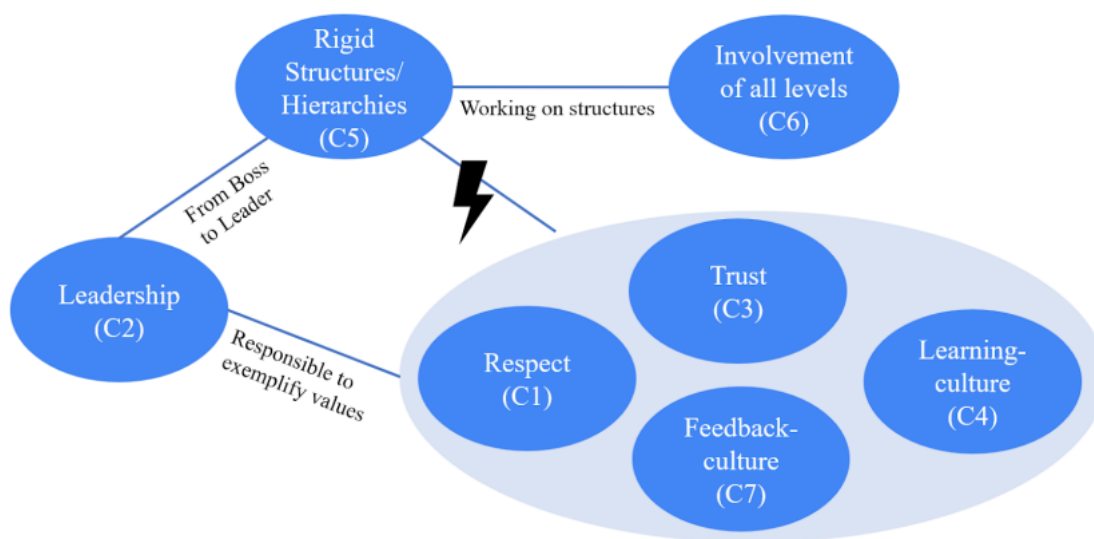 Rigid
Structures/
Hierarchies
(C5)
Involvement
of all levels
(C6)
Working on structures
From Boss
to Leader
Leadership
(C2)
Responsible to
exemplify values
Trust
(C3)
Respect
(C1)
Learning-
culture
(C4)
Feedback-
culture
(C7)